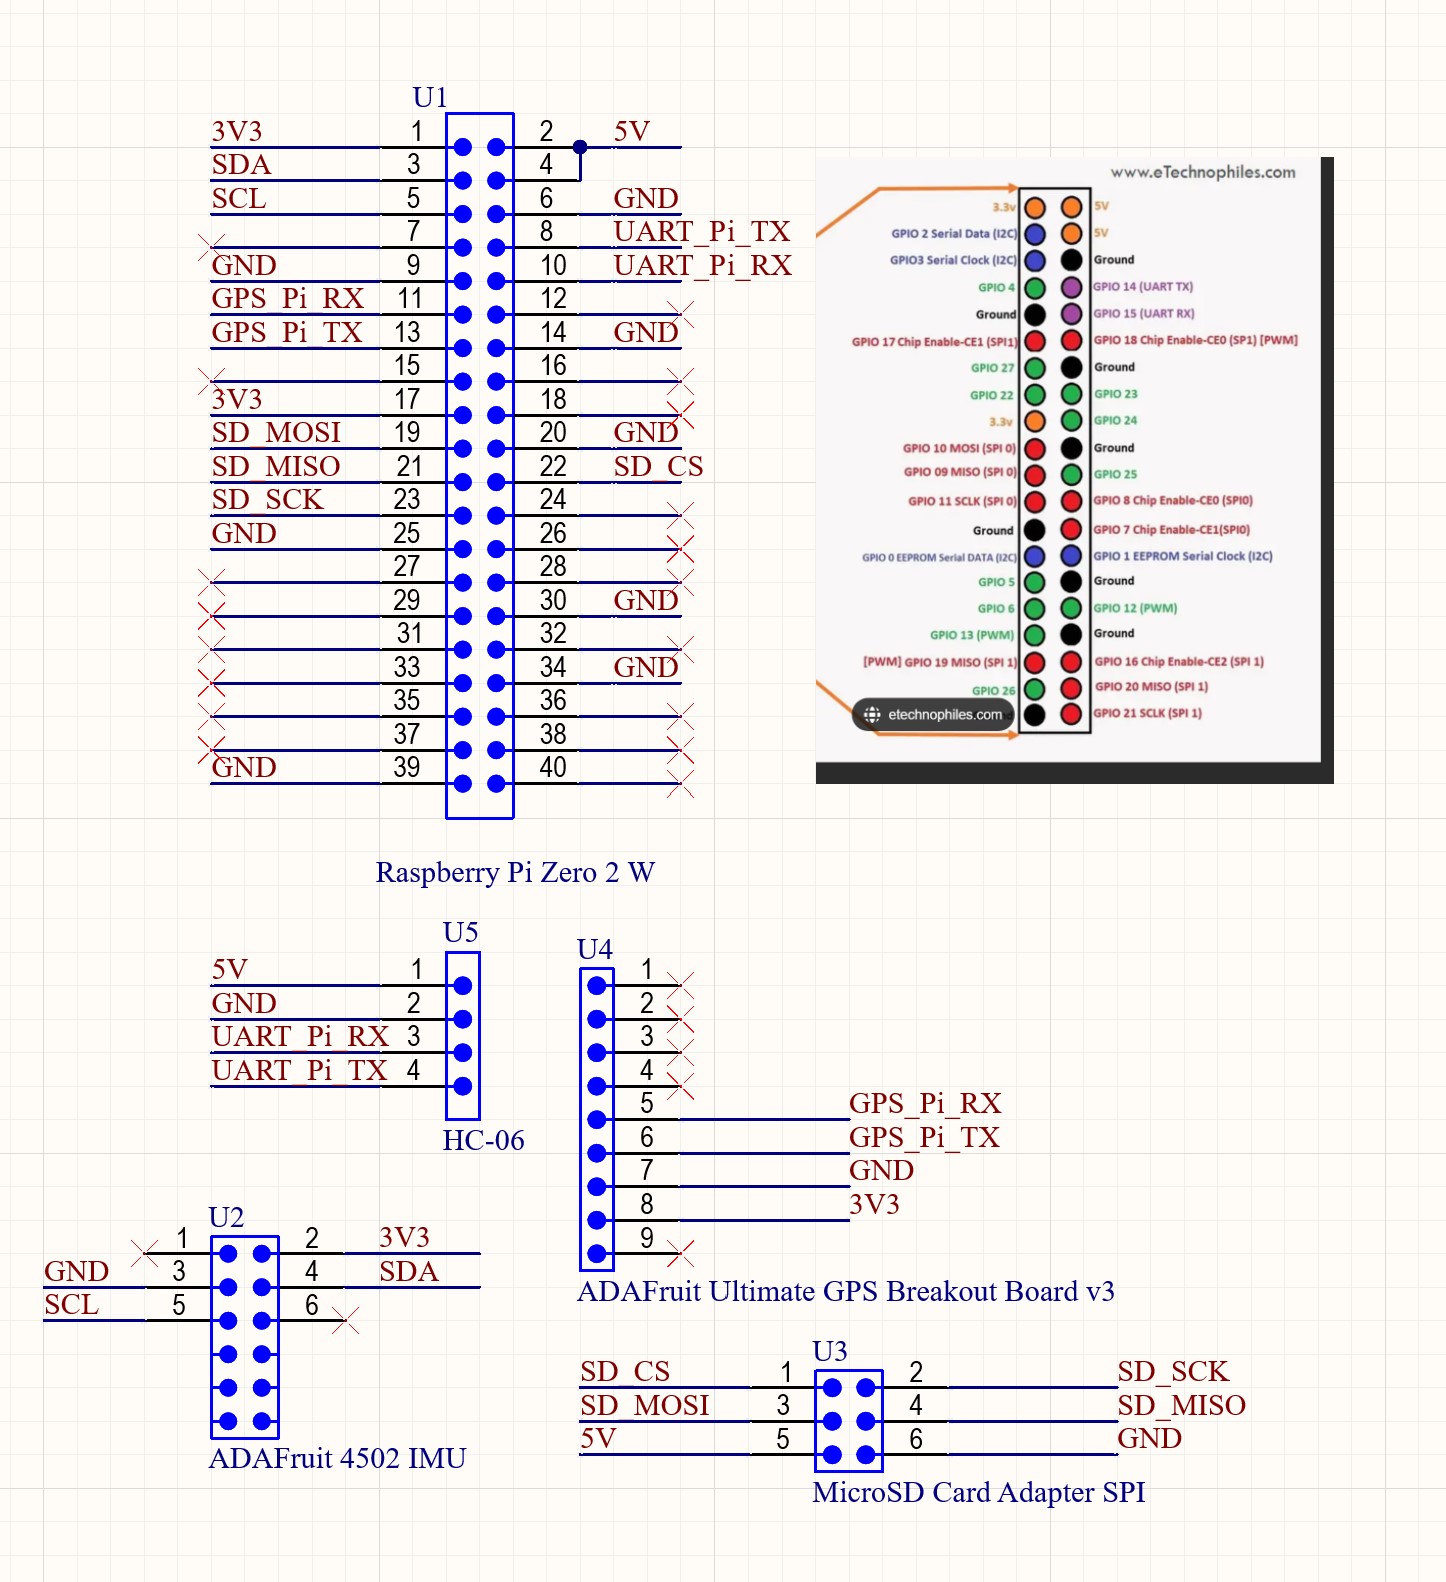 U1
3V3 1 2 5V
SDA 3 4
SCL 5 6 GND
7 8 UART_Pi_TX
GND 9 10 UART_Pi_RX
GPS_Pi_RX 11 12
GPS_Pi_TX 13 14 GND
15 16
3V3 17 18
SD_MOSI 19 20 GND
SD_MISO 21 22 SD_CS
SD_SCK 23 24
GND 25 26
27 28
29 30 GND
31 32
33 34 GND
35 36
37 38
GND 39 40
Raspberry Pi Zero 2 W
www.eTechnophiles.com
3.3v 5V
GPIO 2 Serial Data (I2C) 5V
GPIO3 Serial Clock (I2C) Ground
GPIO 4 GPIO 14 (UART TX)
Ground GPIO 15 (UART RX)
GPIO 17 Chip Enable-CE1 (SPI1) GPIO 18 Chip Enable-CE0 (SP1) [PWM]
GPIO 27 Ground
GPIO 22 GPIO 23
3.3v GPIO 24
GPIO 10 MOSI (SPI 0) Ground
GPIO 09 MISO (SPI 0) GPIO 25
GPIO 11 SCLK (SPI 0) GPIO 8 Chip Enable-CE0 (SPI0)
Ground GPIO 7 Chip Enable-CE1(SPI0)
GPIO 0 EEPROM Serial DATA (I2C) GPIO 1 EEPROM Serial Clock (I2C)
GPIO 5 Ground
GPIO 6 GPIO 12 (PWM)
GPIO 13 (PWM) Ground
[PWM] GPIO 19 MISO (SPI 1) GPIO 16 Chip Enable-CE2 (SPI 1)
GPIO 26 GPIO 20 MISO (SPI 1)
etechnophiles.com GPIO 21 SCLK (SPI 1)
U5
5V 1
GND 2
UART_Pi_RX 3
UART_Pi_TX 4
HC-06
U4
1
2
3
4
5 GPS_Pi_RX
6 GPS_Pi_TX
7 GND
8 3V3
9
ADAFruit Ultimate GPS Breakout Board v3
U2
1 2 3V3
GND 3 4 SDA
SCL 5 6
ADAFruit 4502 IMU
U3
SD_CS 1 2 SD_SCK
SD_MOSI 3 4 SD_MISO
5V 5 6 GND
MicroSD Card Adapter SPI